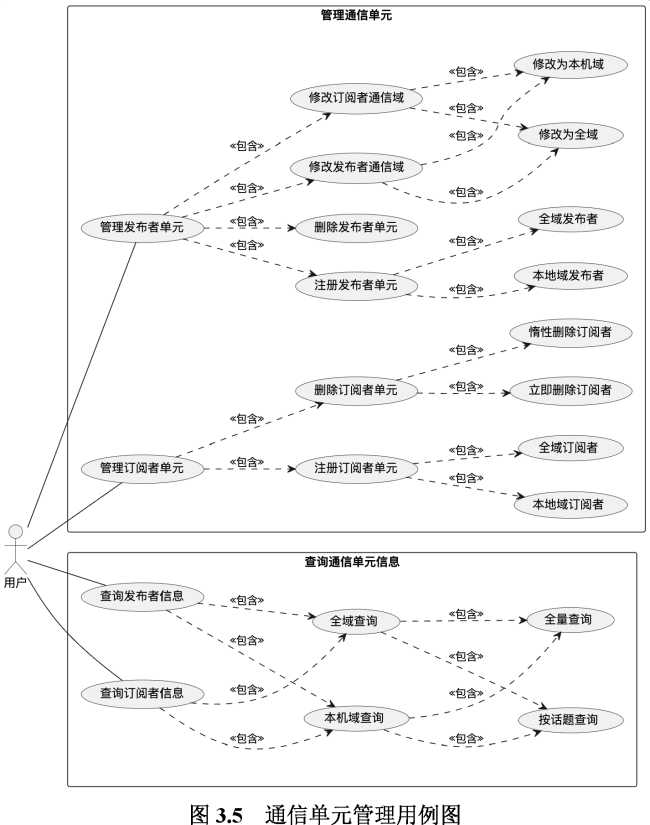 管理通信单元
修改为本机域
《包含》
修改订阅者通信域
《包含》
《包含》
修改为全域
《包含》
《包含》
修改发布者通信域
《包含》
《包含》
管理发布者单元
《包含》
删除发布者单元
全域发布者
《包含》
《包含》
注册发布者单元
《包含》
本地域发布者
惰性删除订阅者
《包含》
删除订阅者单元
《包含》
立即删除订阅者
《包含》
全域订阅者
《包含》
管理订阅者单元
《包含》
注册订阅者单元
《包含》
本地域订阅者
用户
查询通信单元信息
查询发布者信息
《包含》
全域查询
《包含》
全量查询
《包含》
《包含》
查询订阅者信息
《包含》
《包含》
本机域查询
按话题查询
《包含》
《包含》
图 3.5 通信单元管理用例图